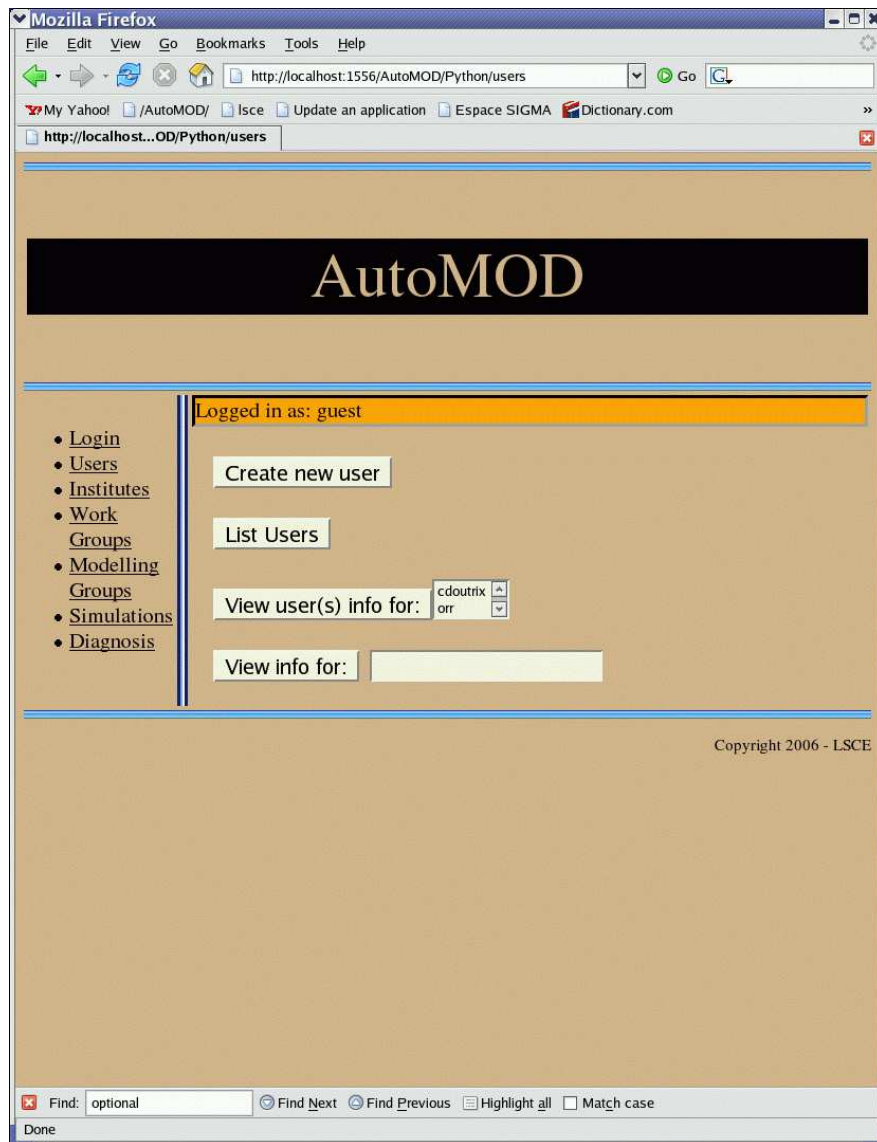 Mozilla Firefox
File Edit View Go Bookmarks Tools Help
http://localhost:1556/AutoMOD/Python/users Go G
My Yahoo! /AutoMOD/ lsce Update an application Espace SIGMA Dictionary.com »
http://localhost...OD/Python/users
AutoMOD
Logged in as: guest
Login
Users
Institutes
Work
Groups
Modelling
Groups
Simulations
Diagnosis
Create new user
List Users
View user(s) info for: cdoutrix
orr
View info for:
Copyright 2006 - LSCE
Find: optional Find Next Find Previous Highlight all Match case
Done